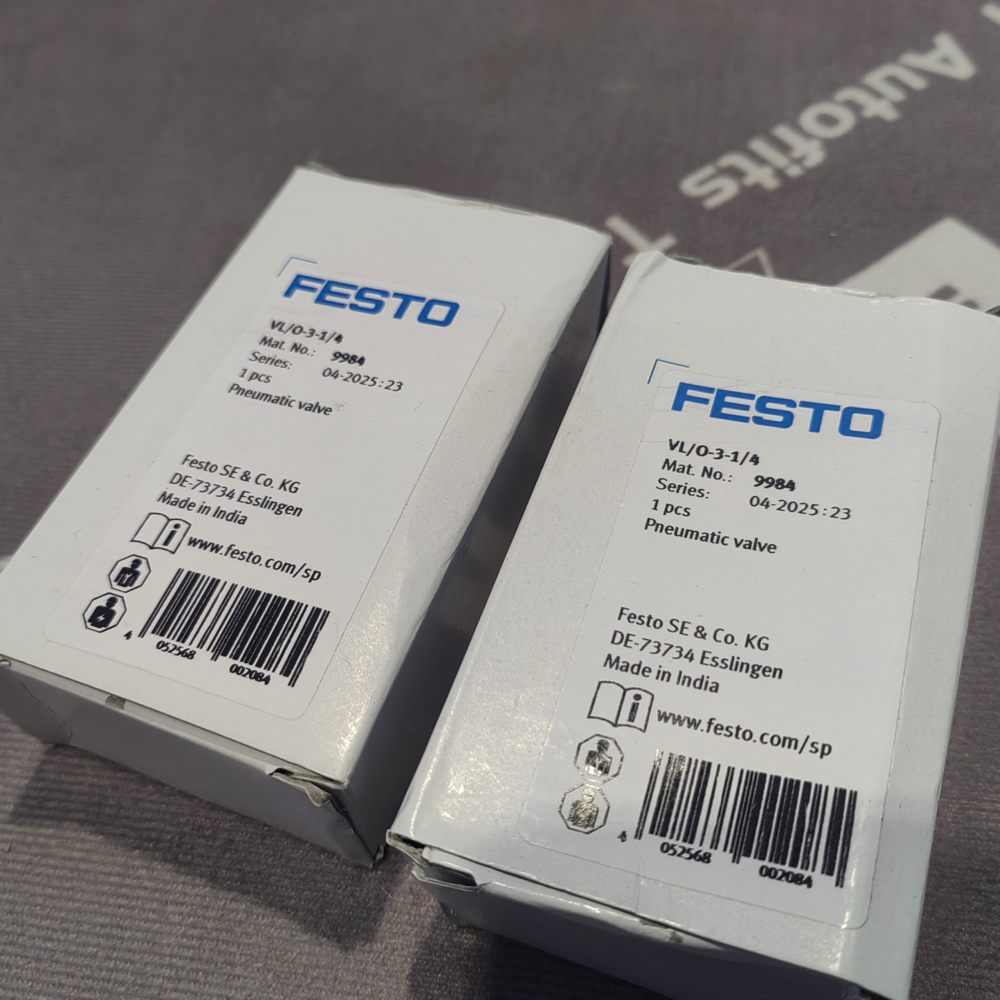 Autofits
FESTO
VL/O-3-1/4
Mat. No.: 9984
Series: 04-2025:23
1 pcs
Pneumatic valve
Festo SE & Co. KG
DE-73734 Esslingen
Made in India
www.festo.com/sp
4 052568 002084
FESTO
VL/O-3-1/4
Mat. No.: 9984
Series: 04-2025:23
1 pcs
Pneumatic valve
Festo SE & Co. KG
DE-73734 Esslingen
Made in India
www.festo.com/sp
4 052568 002084